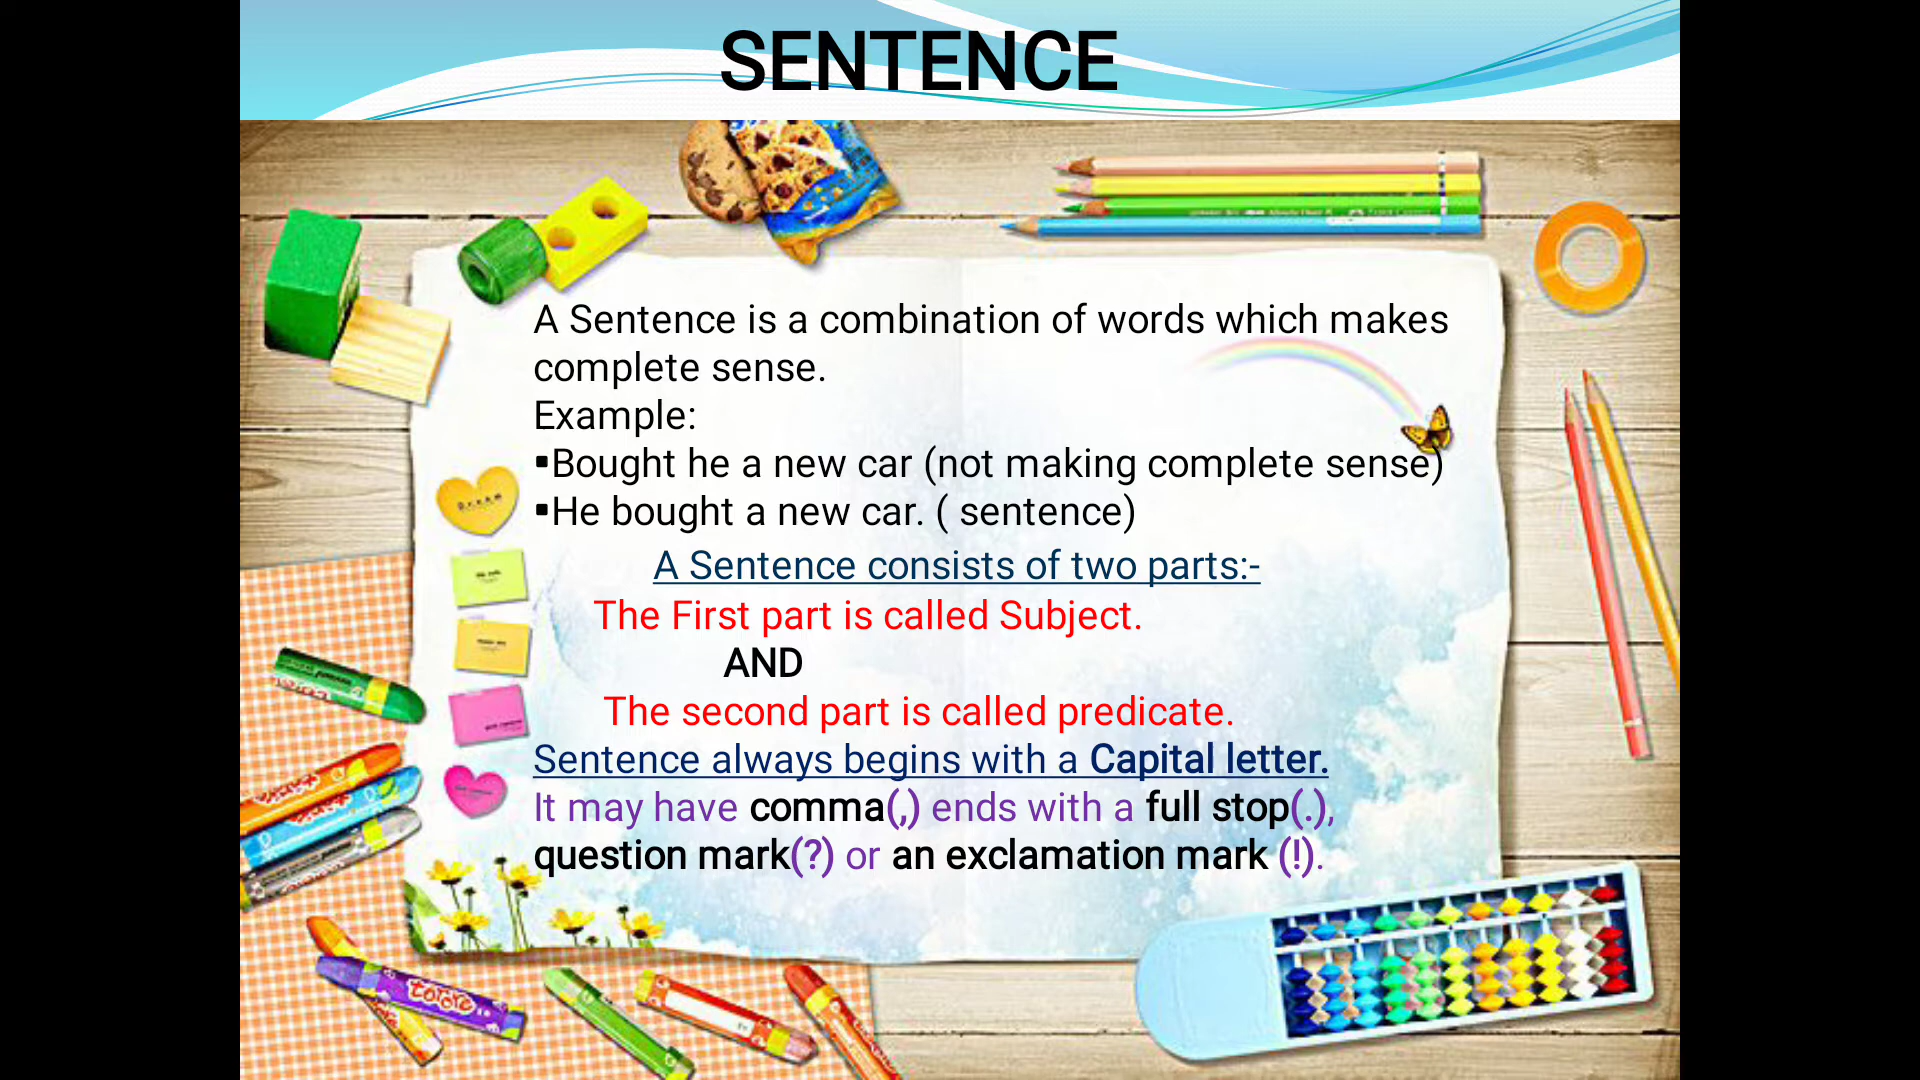 SENTENCE
A Sentence is a combination of words which makes
complete sense.
Example:
▪Bought he a new car (not making complete sense)
▪He bought a new car. ( sentence)
A Sentence consists of two parts:-
The First part is called Subject.
AND
The second part is called predicate.
Sentence always begins with a Capital letter.
It may have comma(,) ends with a full stop(.),
question mark(?) or an exclamation mark (!).
Dream